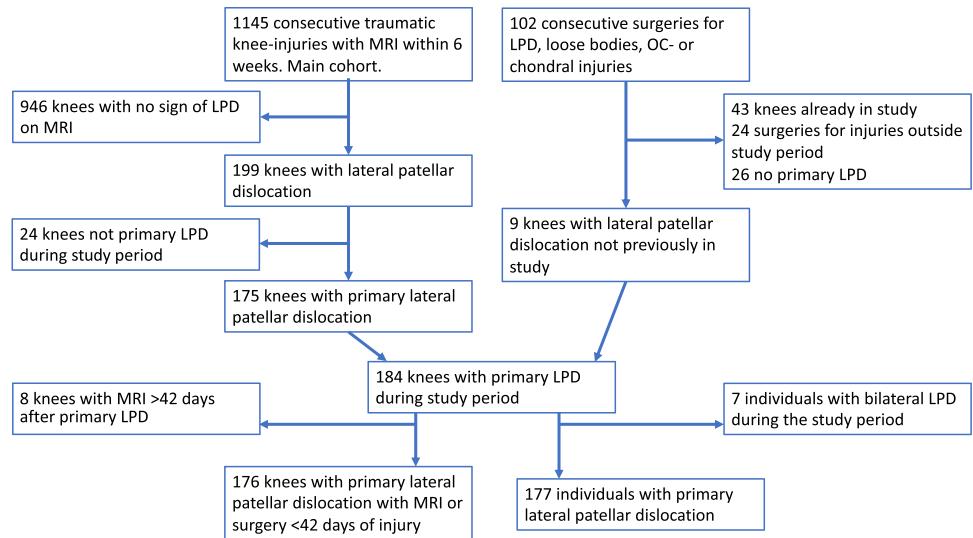 1145 consecutive traumatic
knee-injuries with MRI within 6
weeks. Main cohort.
102 consecutive surgeries for
LPD, loose bodies, OC- or
chondral injuries
946 knees with no sign of LPD
on MRI
43 knees already in study
24 surgeries for injuries outside
study period
26 no primary LPD
199 knees with lateral patellar
dislocation
24 knees not primary LPD
during study period
9 knees with lateral patellar
dislocation not previously in
study
175 knees with primary lateral
patellar dislocation
184 knees with primary LPD
during study period
8 knees with MRI >42 days
after primary LPD
7 individuals with bilateral LPD
during the study period
176 knees with primary lateral
patellar dislocation with MRI or
surgery <42 days of injury
177 individuals with primary
lateral patellar dislocation